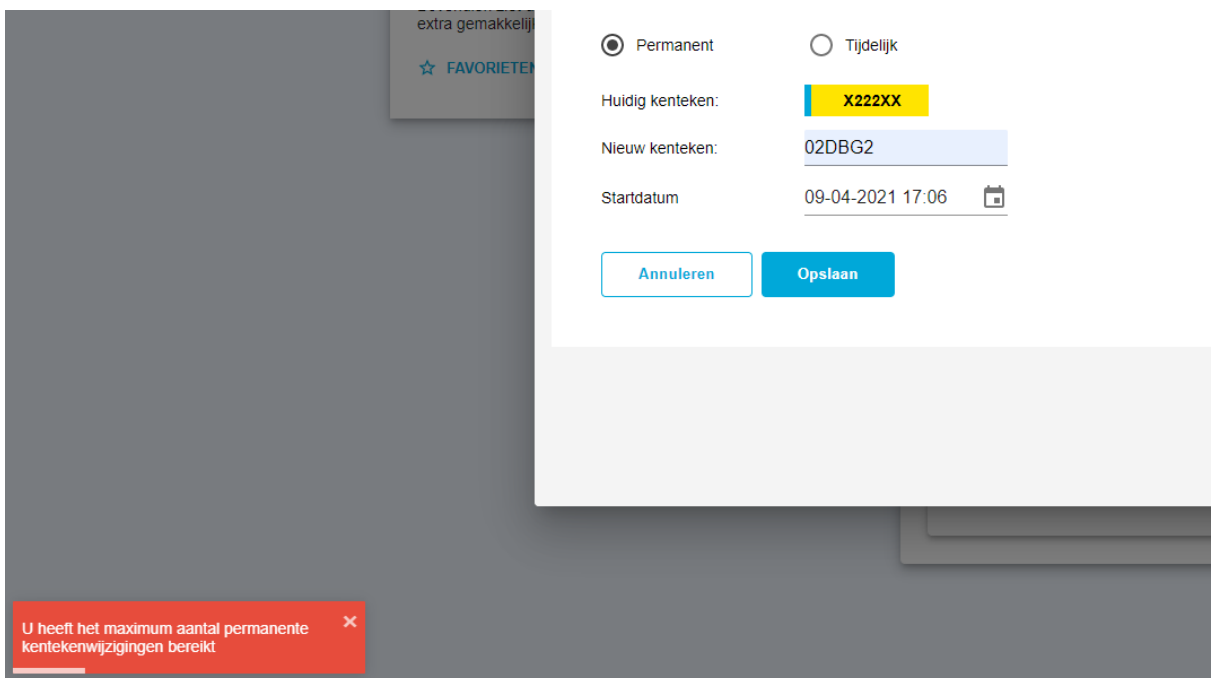 extra gemakkelij
FAVORIETEN
Permanent
Tijdelijk
Huidig kenteken:
X222XX
Nieuw kenteken:
02DBG2
Startdatum
09-04-2021 17:06
Annuleren
Opslaan
U heeft het maximum aantal permanente
kentekenwijzigingen bereikt